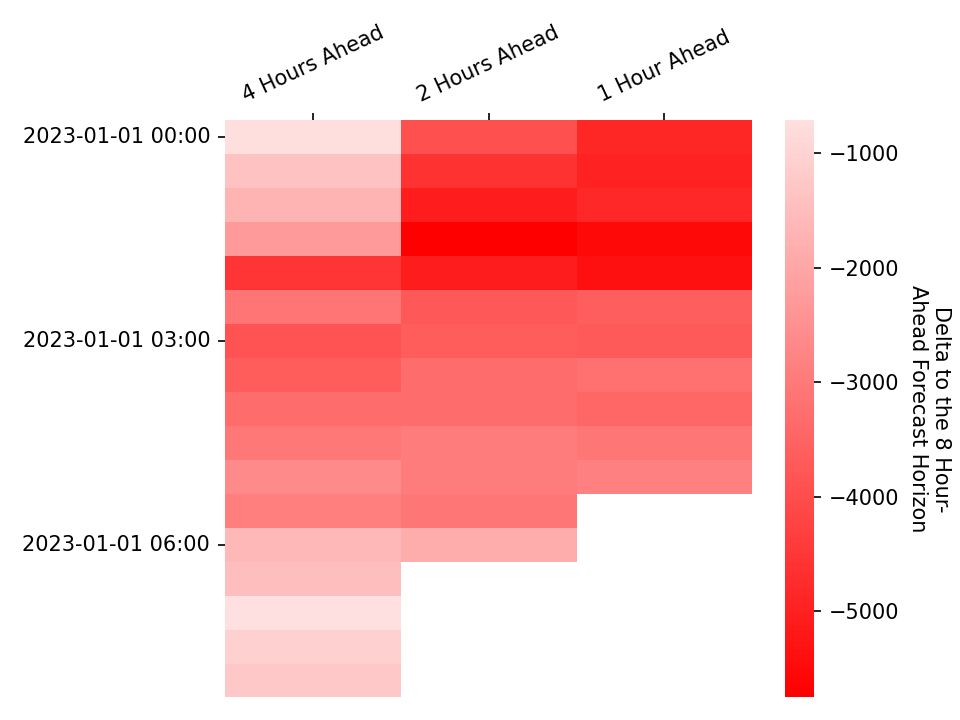 4 Hours Ahead
2 Hours Ahead
1 Hour Ahead
2023-01-01 00:00
2023-01-01 03:00
2023-01-01 06:00
−1000
−2000
−3000
−4000
−5000
Delta to the 8 Hour-
Ahead Forecast Horizon